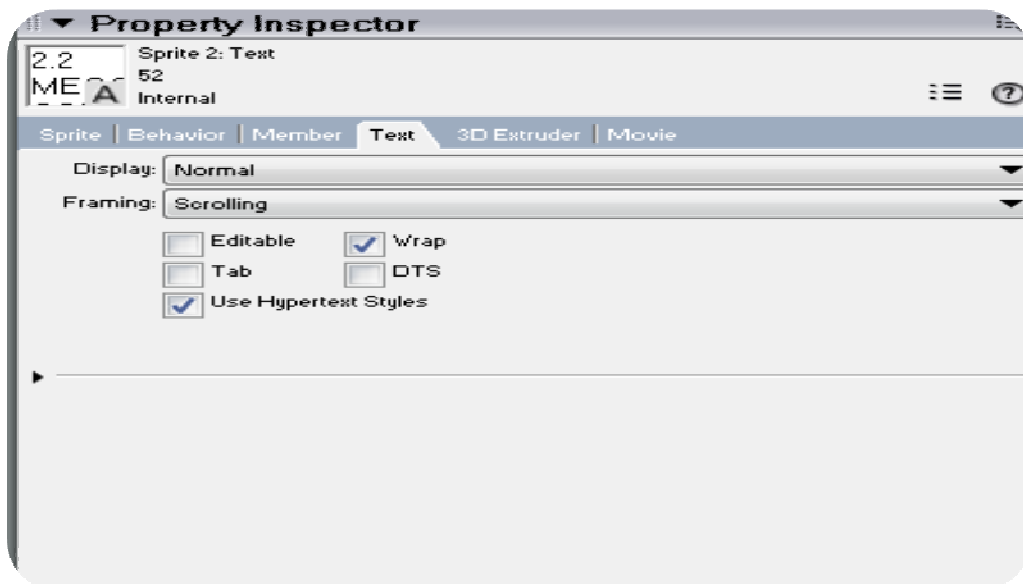 Property Inspector
2.2
ME
A
Sprite 2: Text
52
Internal
?
Sprite Behavior Member Text 3D Extruder Movie
Display: Normal
Framing: Scrolling
Editable Wrap
Tab DTS
Use Hypertext Styles